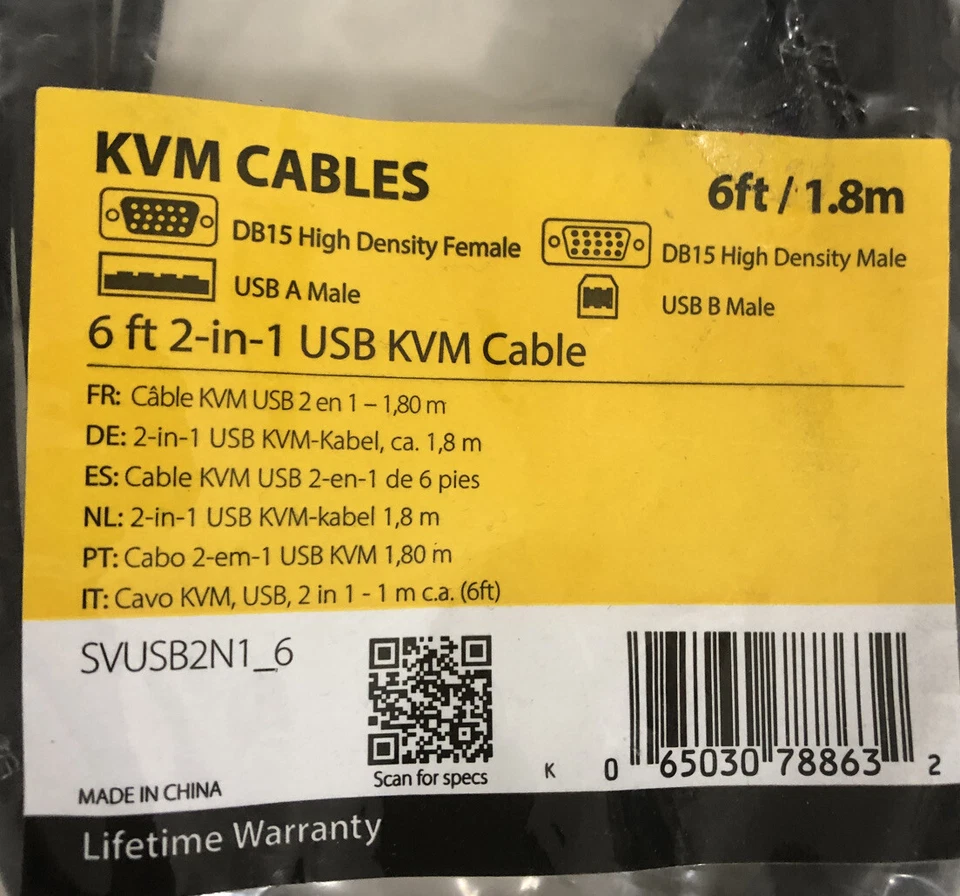 KVM CABLES
6ft / 1.8m
DB15 High Density Female
DB15 High Density Male
USB A Male
USB B Male
6 ft 2-in-1 USB KVM Cable
FR: Câble KVM USB 2 en 1 – 1,80 m
DE: 2-in-1 USB KVM-Kabel, ca. 1,8 m
ES: Cable KVM USB 2-en-1 de 6 pies
NL: 2-in-1 USB KVM-kabel 1,8 m
PT: Cabo 2-em-1 USB KVM 1,80 m
IT: Cavo KVM, USB, 2 in 1 - 1 m c.a. (6ft)
SVUSB2N1_6
Scan for specs
K
0 65030 78863 2
MADE IN CHINA
Lifetime Warranty